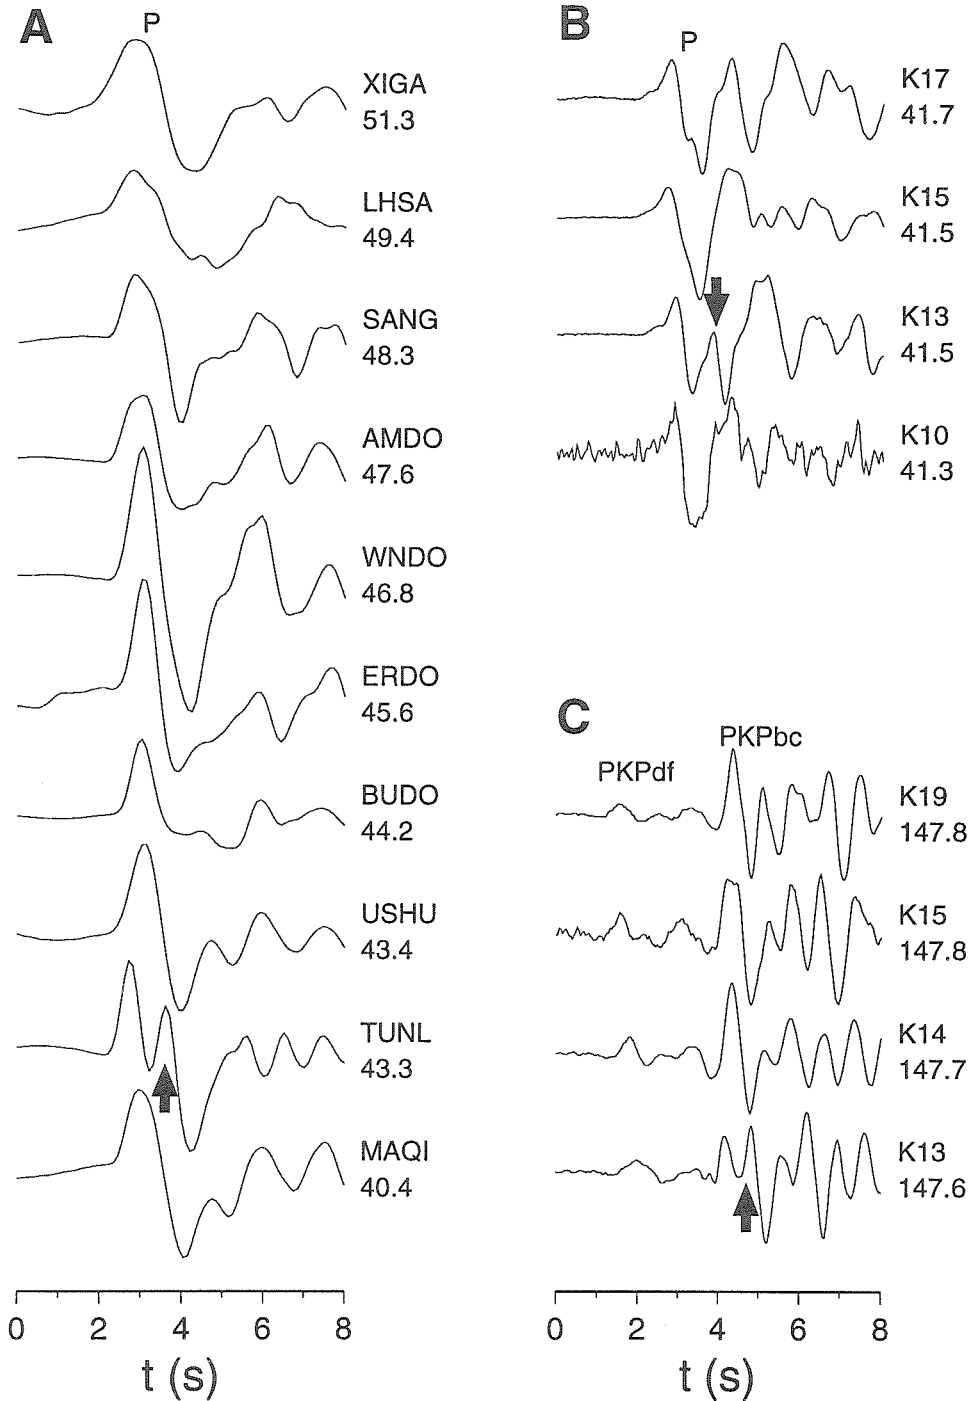 A
P
XIGA
51.3
LHSA
49.4
SANG
48.3
AMDO
47.6
WNDO
46.8
ERDO
45.6
BUDO
44.2
USHU
43.4
TUNL
43.3
MAQI
40.4
0 2 4 6 8
t (s)
B
P
K17
41.7
K15
41.5
K13
41.5
K10
41.3
C
PKPbc
PKPdf
K19
147.8
K15
147.8
K14
147.7
K13
147.6
0 2 4 6 8
t (s)